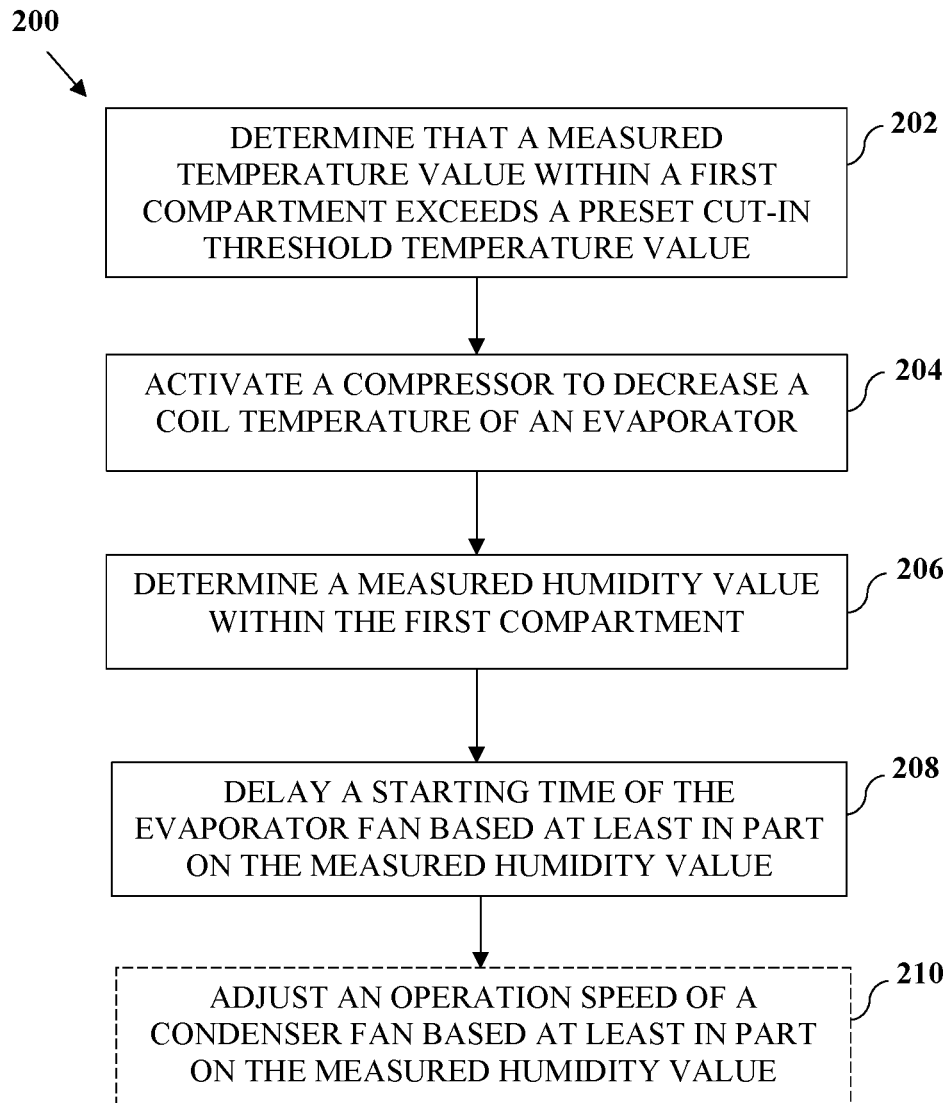 200
202
DETERMINE THAT A MEASURED
TEMPERATURE VALUE WITHIN A FIRST
COMPARTMENT EXCEEDS A PRESET CUT-IN
THRESHOLD TEMPERATURE VALUE
204
ACTIVATE A COMPRESSOR TO DECREASE A
COIL TEMPERATURE OF AN EVAPORATOR
206
DETERMINE A MEASURED HUMIDITY VALUE
WITHIN THE FIRST COMPARTMENT
208
DELAY A STARTING TIME OF THE
EVAPORATOR FAN BASED AT LEAST IN PART
ON THE MEASURED HUMIDITY VALUE
210
ADJUST AN OPERATION SPEED OF A
CONDENSER FAN BASED AT LEAST IN PART
ON THE MEASURED HUMIDITY VALUE